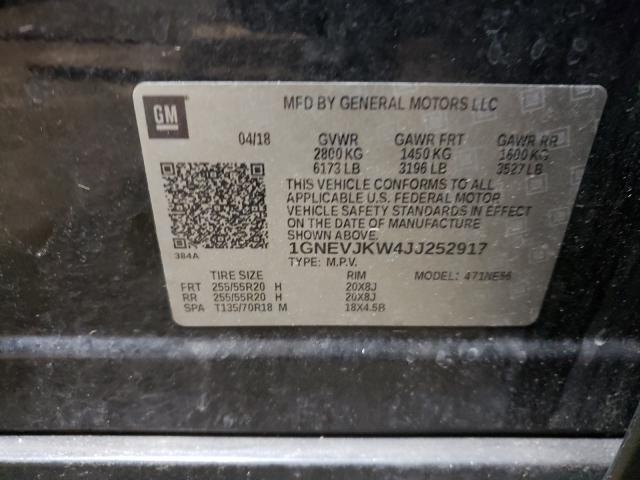 GM
MFD BY GENERAL MOTORS LLC
04/18 GVWR GAWR FRT GAWR RR
2800 KG 1450 KG 1600 KG
6173 LB 3196 LB 3527 LB
THIS VEHICLE CONFORMS TO ALL
APPLICABLE U.S. FEDERAL MOTOR
VEHICLE SAFETY STANDARDS IN EFFECT
ON THE DATE OF MANUFACTURE
SHOWN ABOVE.
384A
1GNEVJKW4JJ252917
TYPE: M.P.V. MODEL: 471NE56
TIRE SIZE RIM
FRT 255/55R20 H 20X8J
RR 255/55R20 H 20X8J
SPA T135/70R18 M 18X4.5B